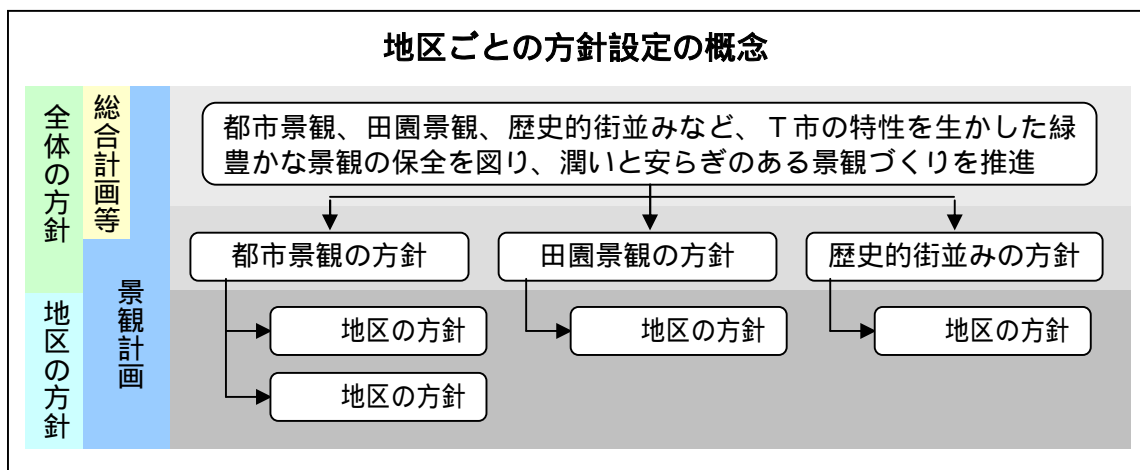 地区ごとの方針設定の概念
全体の方針
総合計画等
景観計画
地区の方針
都市景観、田園景観、歴史的街並みなど、Ｔ市の特性を生かした緑
豊かな景観の保全を図り、潤いと安らぎのある景観づくりを推進
都市景観の方針
田園景観の方針
歴史的街並みの方針
地区の方針
地区の方針
地区の方針
地区の方針